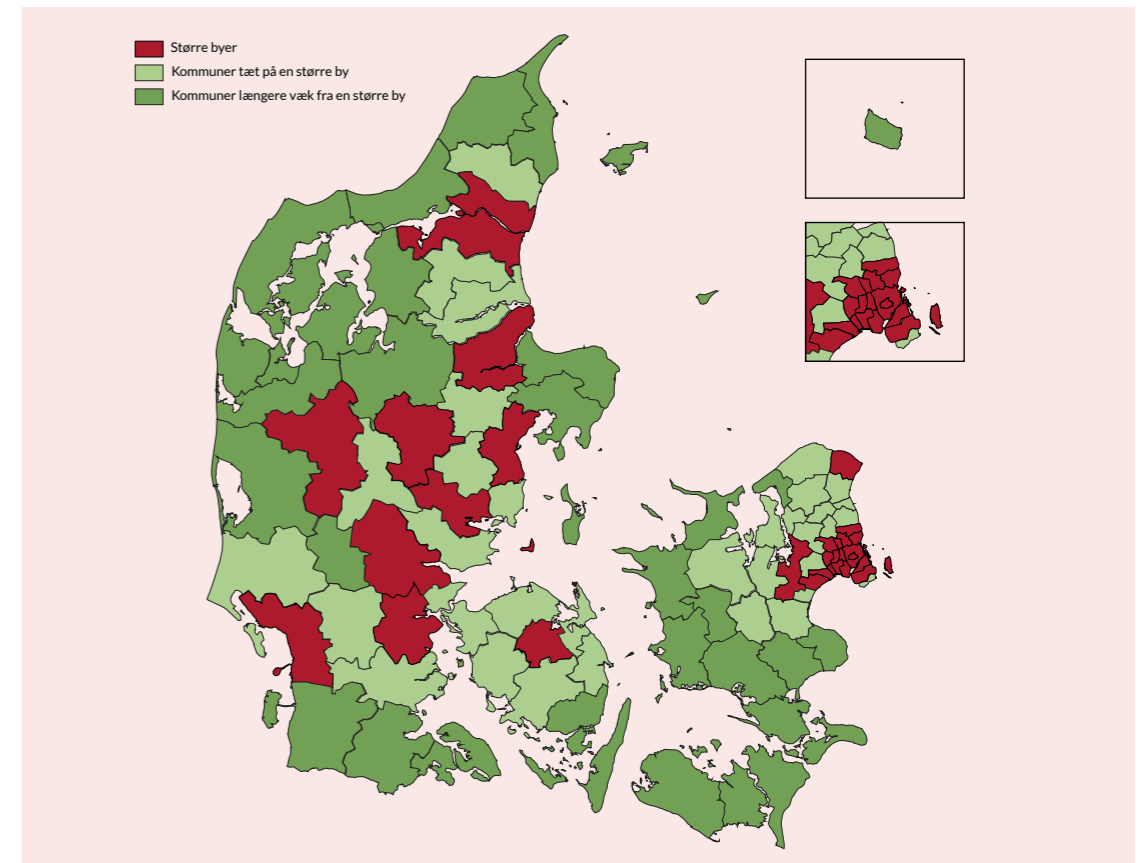 Større byer
Kommuner tæt på en større by
Kommuner længere væk fra en større by